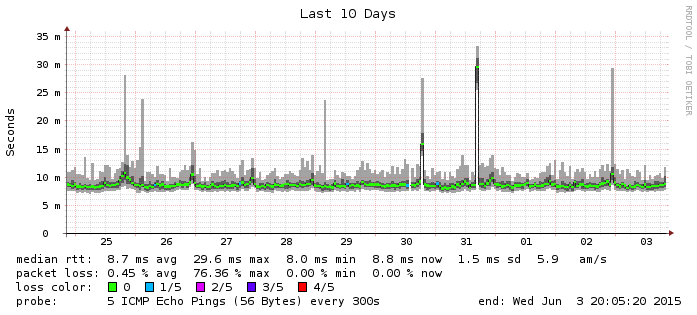 Last 10 Days
RRDTOOL / TOBI OETIKER
Seconds
35 m
30 m
25 m
20 m
15 m
10 m
5 m
0
25 26 27 28 29 30 31 01 02 03
median rtt: 8.7 ms avg 29.6 ms max 8.0 ms min 8.8 ms now 1.5 ms sd 5.9 am/s
packet loss: 0.45 % avg 76.36 % max 0.00 % min 0.00 % now
loss color: 0 1/5 2/5 3/5 4/5
probe: 5 ICMP Echo Pings (56 Bytes) every 300s end: Wed Jun 3 20:05:20 2015